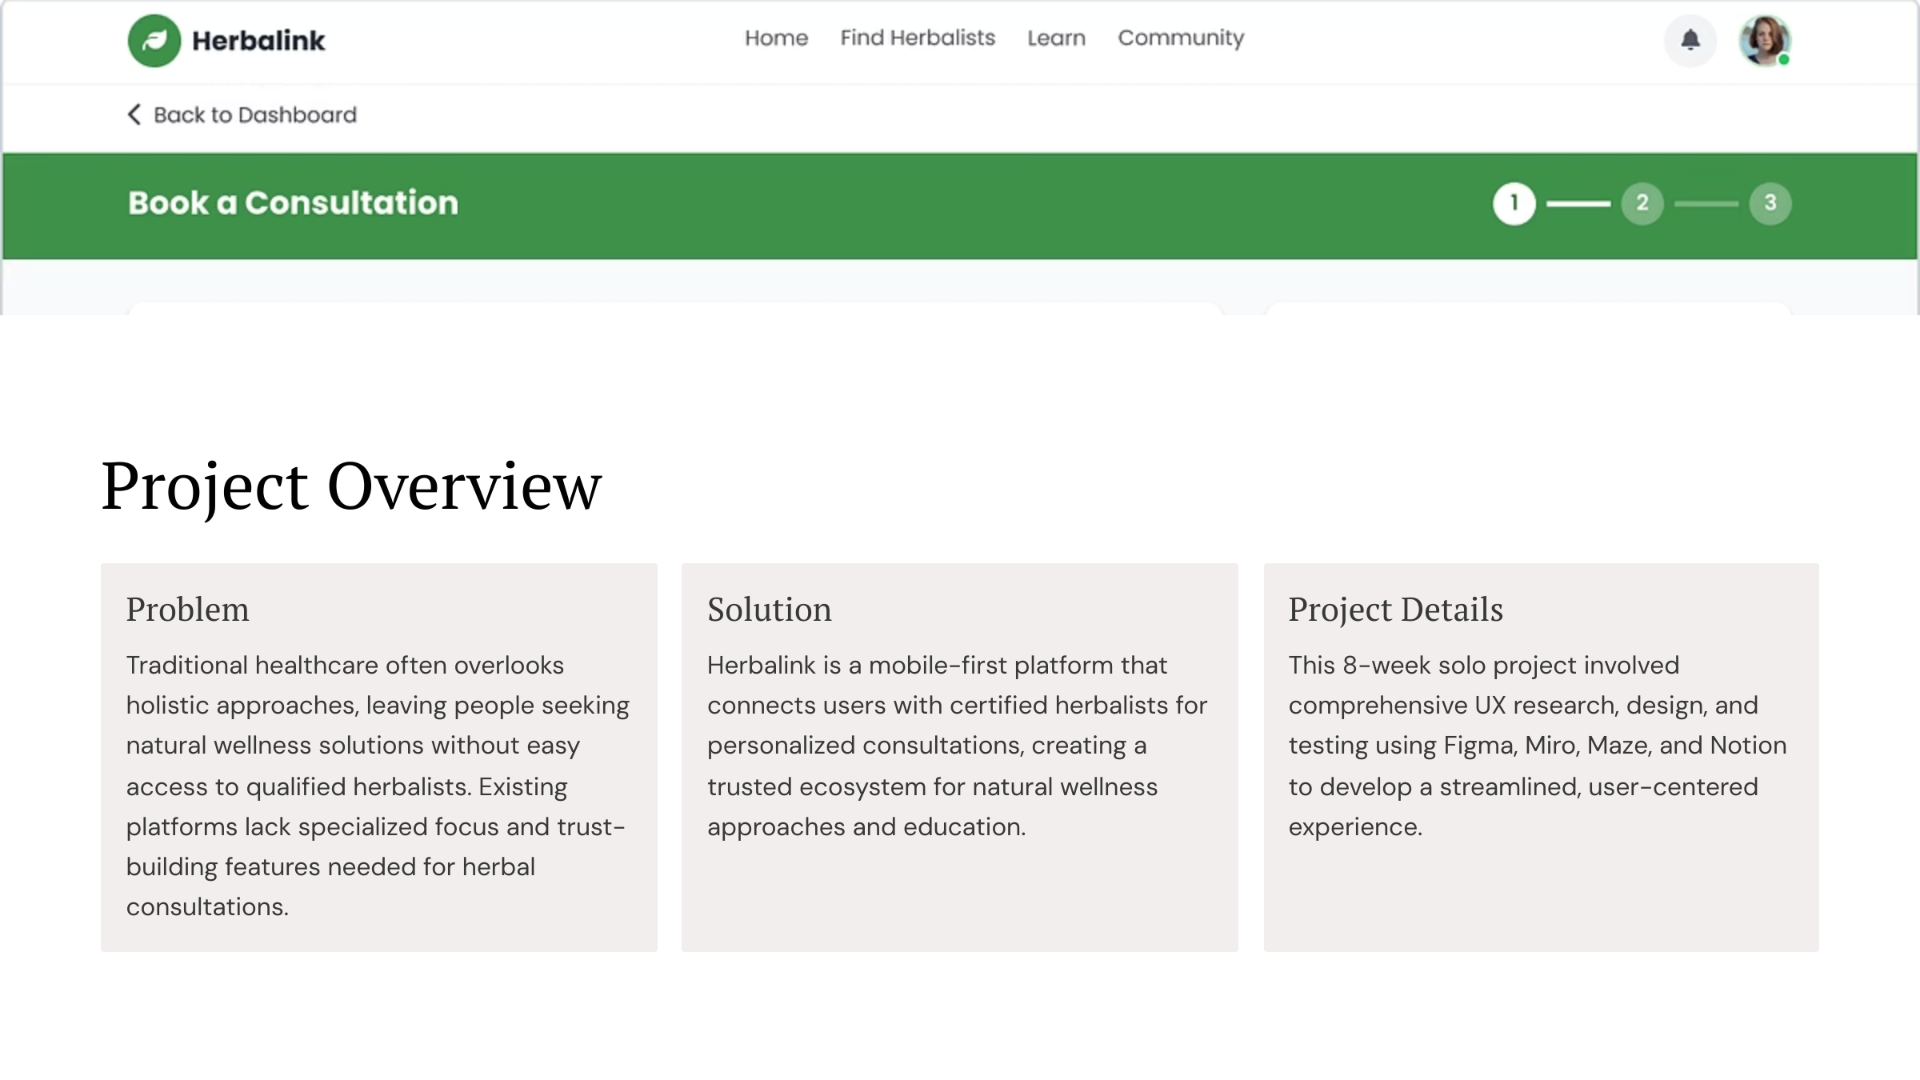 Herbalink
Home Find Herbalists Learn Community
Back to Dashboard
Book a Consultation
1 2 3
Project Overview
Problem
Traditional healthcare often overlooks
holistic approaches, leaving people seeking
natural wellness solutions without easy
access to qualified herbalists. Existing
platforms lack specialized focus and trust-
building features needed for herbal
consultations.
Solution
Herbalink is a mobile-first platform that
connects users with certified herbalists for
personalized consultations, creating a
trusted ecosystem for natural wellness
approaches and education.
Project Details
This 8-week solo project involved
comprehensive UX research, design, and
testing using Figma, Miro, Maze, and Notion
to develop a streamlined, user-centered
experience.